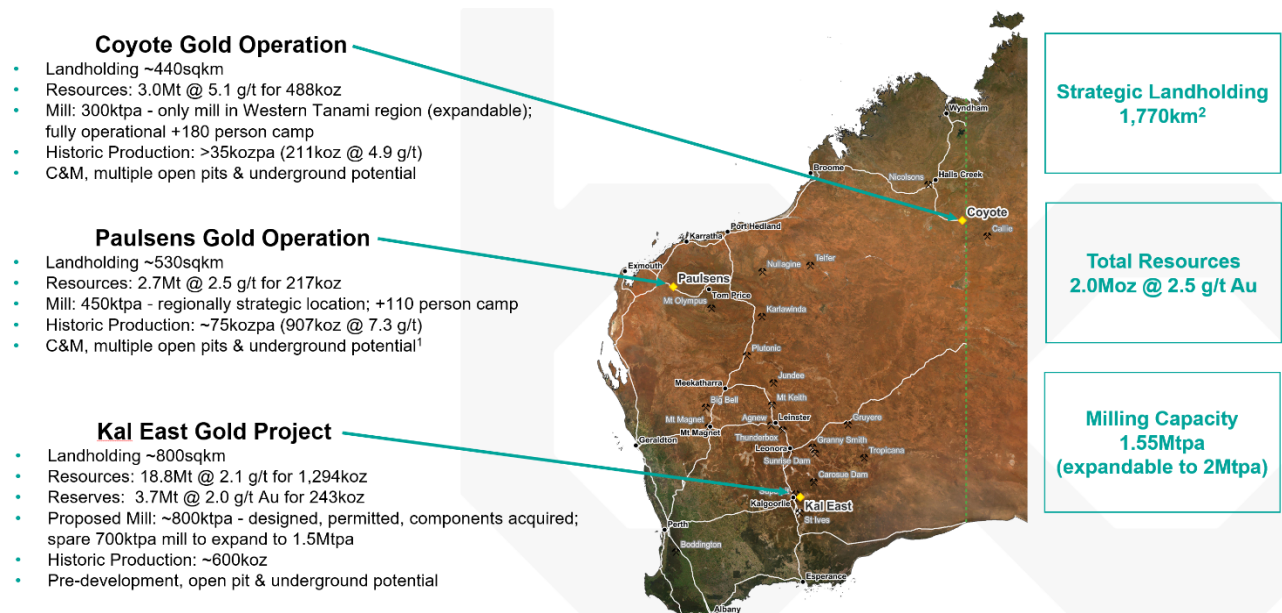 Coyote Gold Operation
• Landholding ~440sqkm
• Resources: 3.0Mt @ 5.1 g/t for 488koz
• Mill: 300ktpa - only mill in Western Tanami region (expandable);
fully operational +180 person camp
• Historic Production: >35kozpa (211koz @ 4.9 g/t)
• C&M, multiple open pits & underground potential
Paulsens Gold Operation
• Landholding ~530sqkm
• Resources: 2.7Mt @ 2.5 g/t for 217koz
• Mill: 450ktpa - regionally strategic location; +110 person camp
• Historic Production: ~75kozpa (907koz @ 7.3 g/t)
• C&M, multiple open pits & underground potential¹
Kal East Gold Project
• Landholding ~800sqkm
• Resources: 18.8Mt @ 2.1 g/t for 1,294koz
• Reserves: 3.7Mt @ 2.0 g/t Au for 243koz
• Proposed Mill: ~800ktpa - designed, permitted, components acquired;
spare 700ktpa mill to expand to 1.5Mtpa
• Historic Production: ~600koz
• Pre-development, open pit & underground potential
Wyndham
Broome
Nicolsons
Halls Creek
Coyote
Callie
Port Hedland
Karratha
Exmouth
Nullagine
Telfer
Paulsens
Tom Price
Mt Olympus
Karlawinda
Plutonic
Jundee
Meekatharra
Big Bell
Mt Keith
Mt Magnet
Agnew
Leinster
Gruyere
Mt Magnet
Geraldton
Thunderbox
Granny Smith
Leonora
Sunrise Dam
Tropicana
Carosue Dam
Kalgoorlie
Kal East
St Ives
Perth
Boddington
Esperance
Albany
Strategic Landholding
1,770km²
Total Resources
2.0Moz @ 2.5 g/t Au
Milling Capacity
1.55Mtpa
(expandable to 2Mtpa)